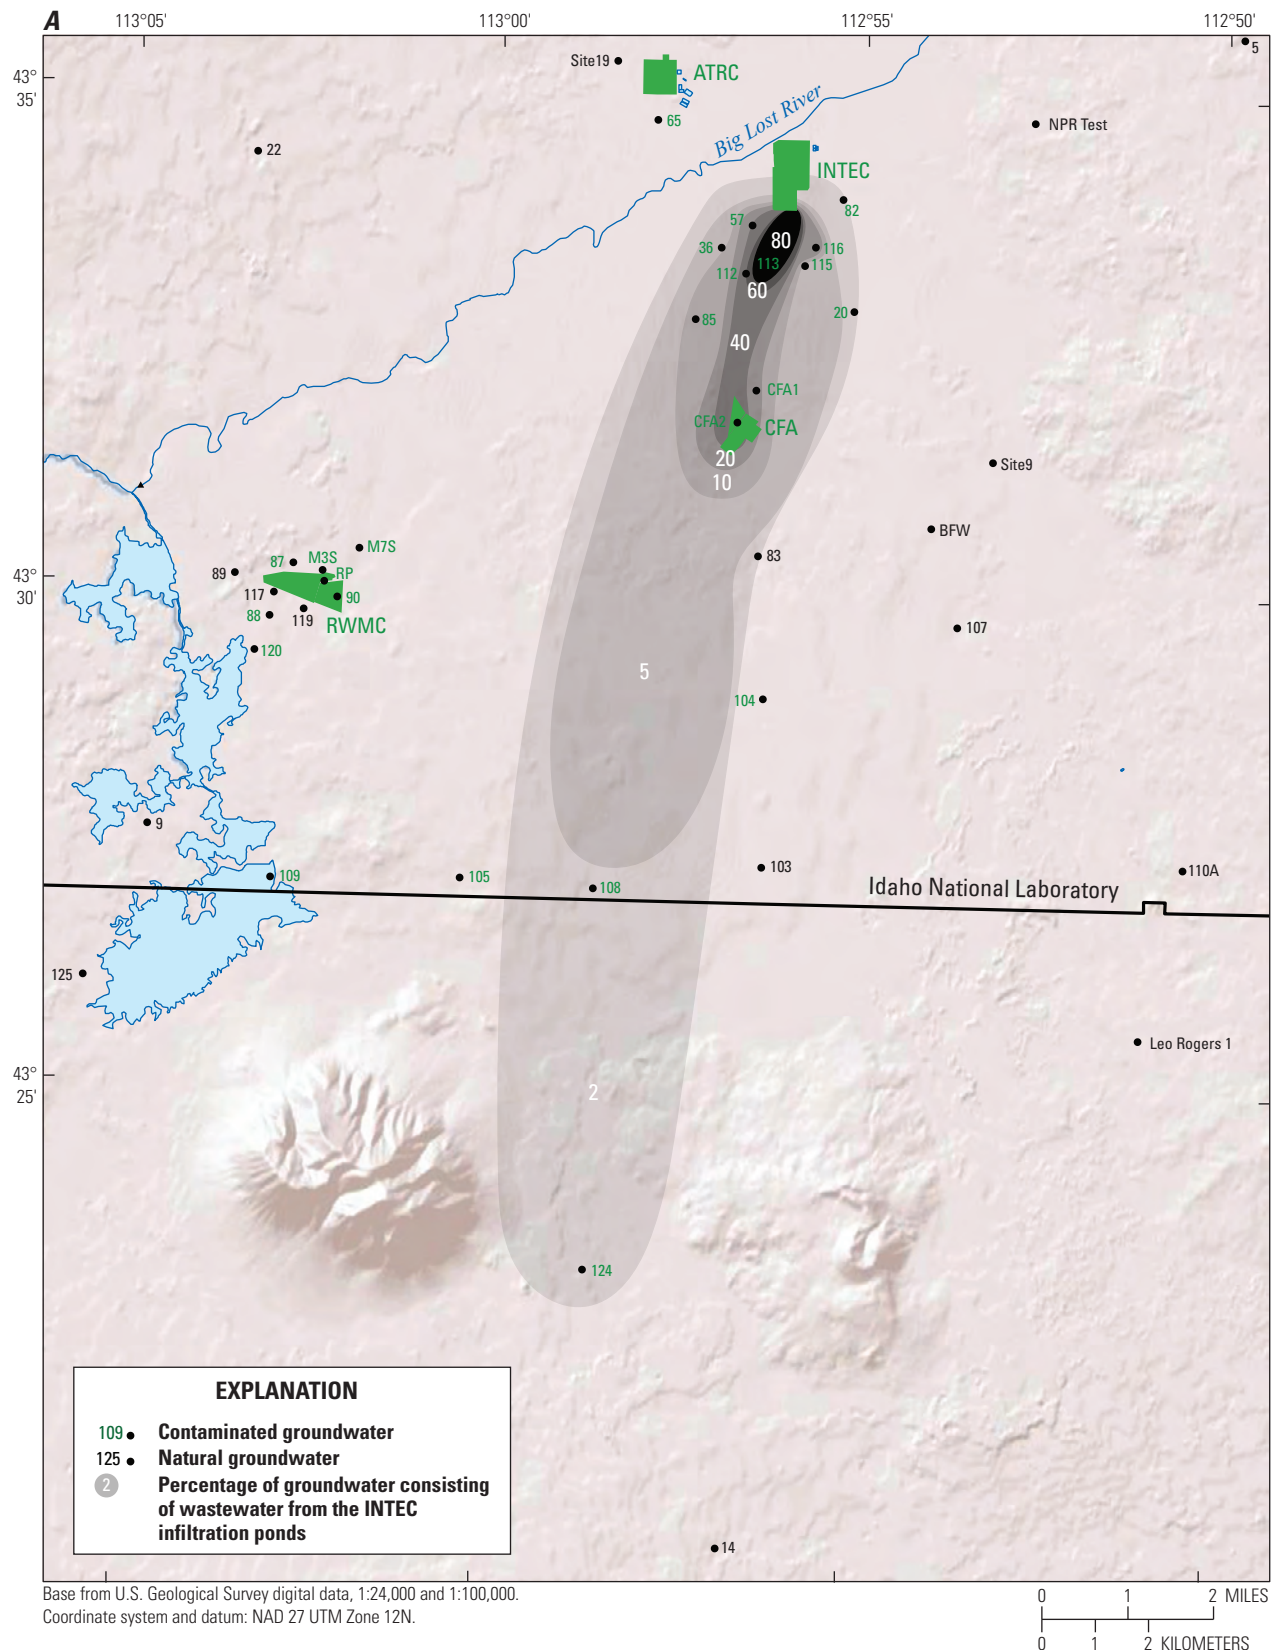 A
113°05'
113°00'
112°55'
112°50'
5
43°
35'
Site19
ATRC
65
Big Lost River
NPR Test
22
INTEC
82
57
80
36
116
112
113
115
60
20
85
40
CFA1
CFA2
CFA
20
10
Site9
BFW
83
M7S
M3S
87
89
RP
43°
30'
117
90
88
119
RWMC
107
120
5
104
9
103
109
105
108
110A
Idaho National Laboratory
125
Leo Rogers 1
43°
25'
2
124
EXPLANATION
109 Contaminated groundwater
125 Natural groundwater
2 Percentage of groundwater consisting
of wastewater from the INTEC
infiltration ponds
14
Base from U.S. Geological Survey digital data, 1:24,000 and 1:100,000.
Coordinate system and datum: NAD 27 UTM Zone 12N.
0 1 2 MILES
0 1 2 KILOMETERS